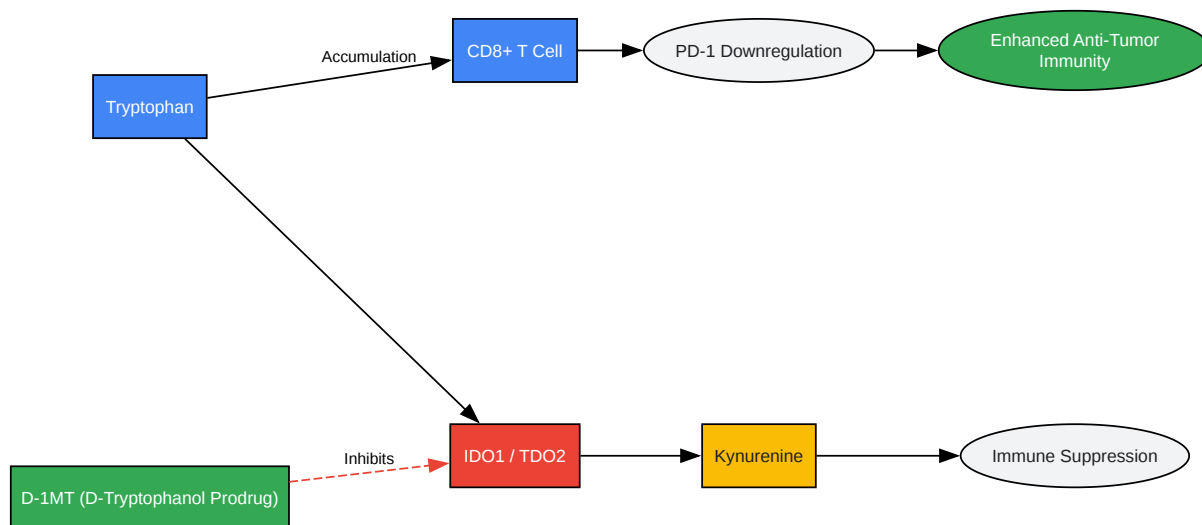 Accumulation
CD8+ T Cell
PD-1 Downregulation
Enhanced Anti-Tumor
Immunity
Tryptophan
Inhibits
IDO1 / TDO2
Kynurenine
Immune Suppression
D-1MT (D-Tryptophanol Prodrug)